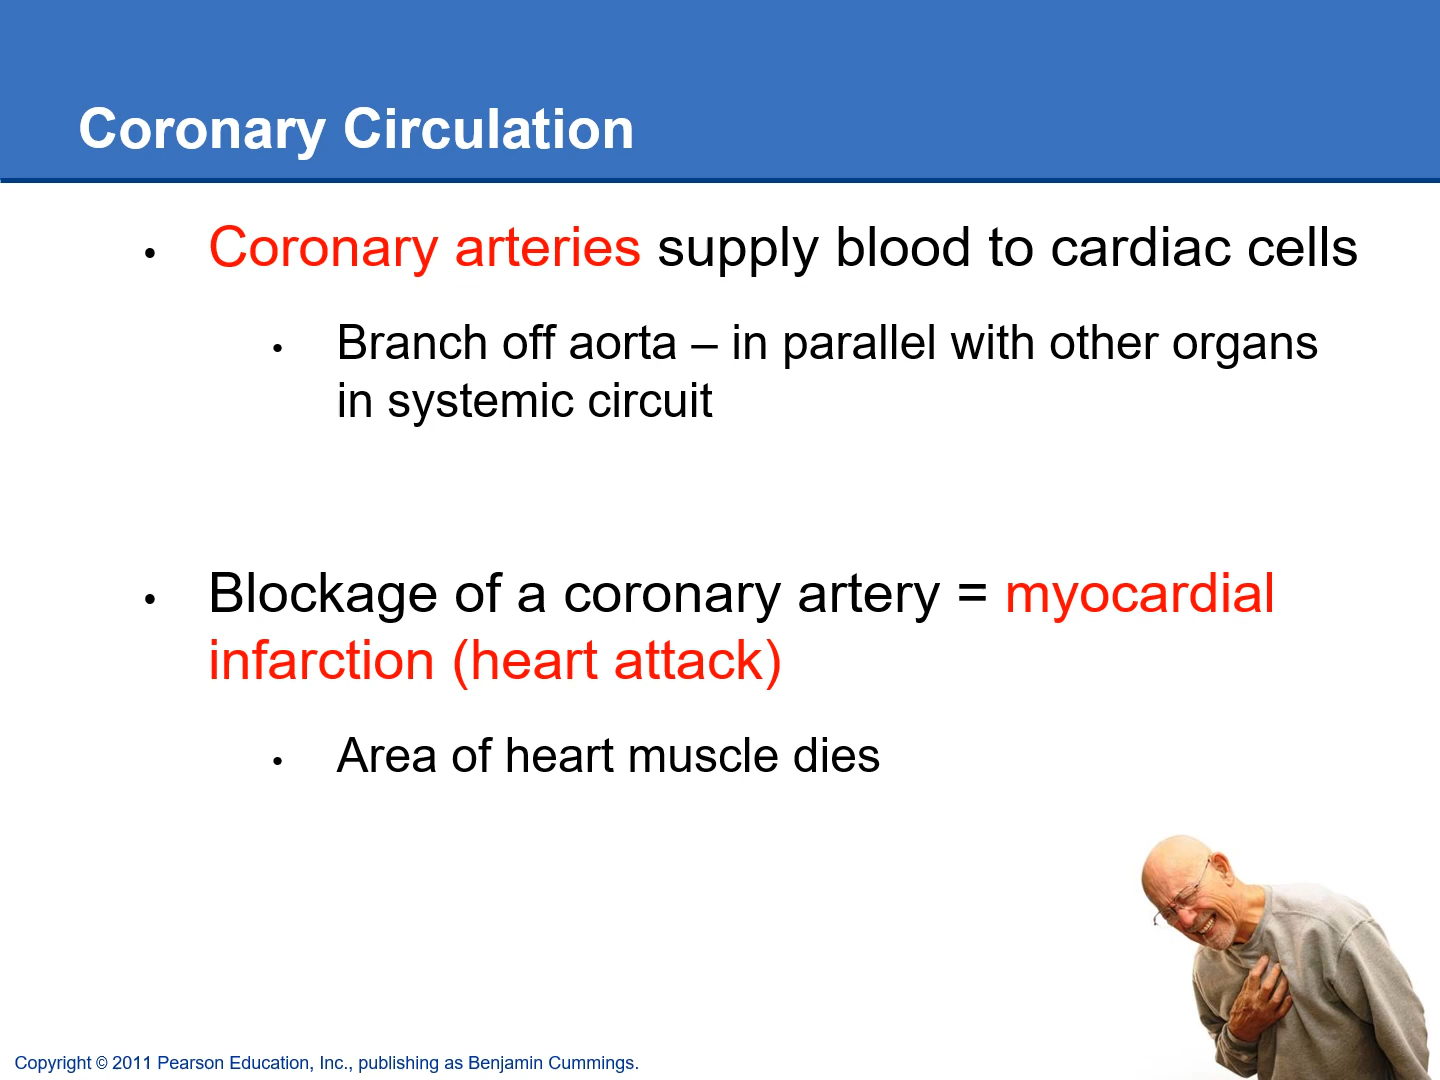 Coronary Circulation
• Coronary arteries supply blood to cardiac cells
• Branch off aorta – in parallel with other organs
in systemic circuit
• Blockage of a coronary artery = myocardial
infarction (heart attack)
• Area of heart muscle dies
Copyright © 2011 Pearson Education, Inc., publishing as Benjamin Cummings.